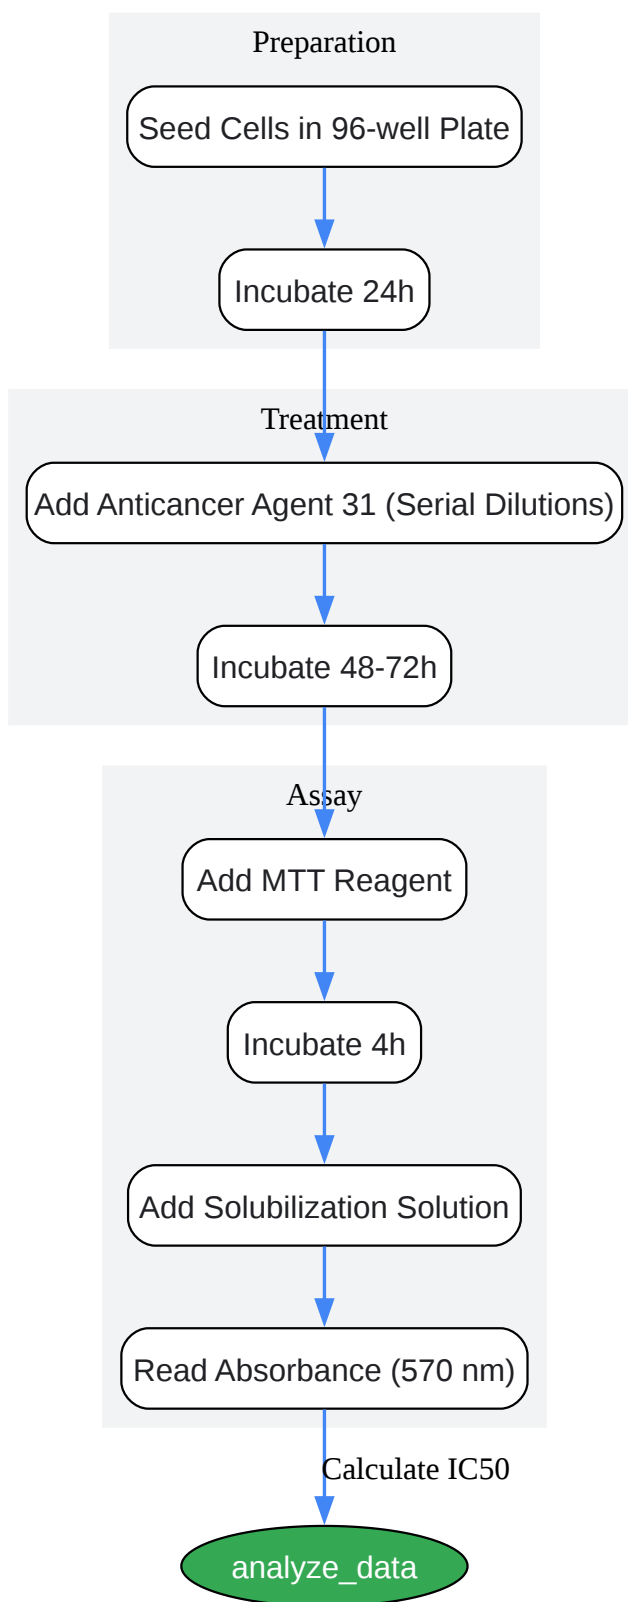 Preparation
Seed Cells in 96-well Plate
Incubate 24h
Treatment
Add Anticancer Agent 31 (Serial Dilutions)
Incubate 48-72h
Assay
Add MTT Reagent
Incubate 4h
Add Solubilization Solution
Read Absorbance (570 nm)
Calculate IC50
analyze_data